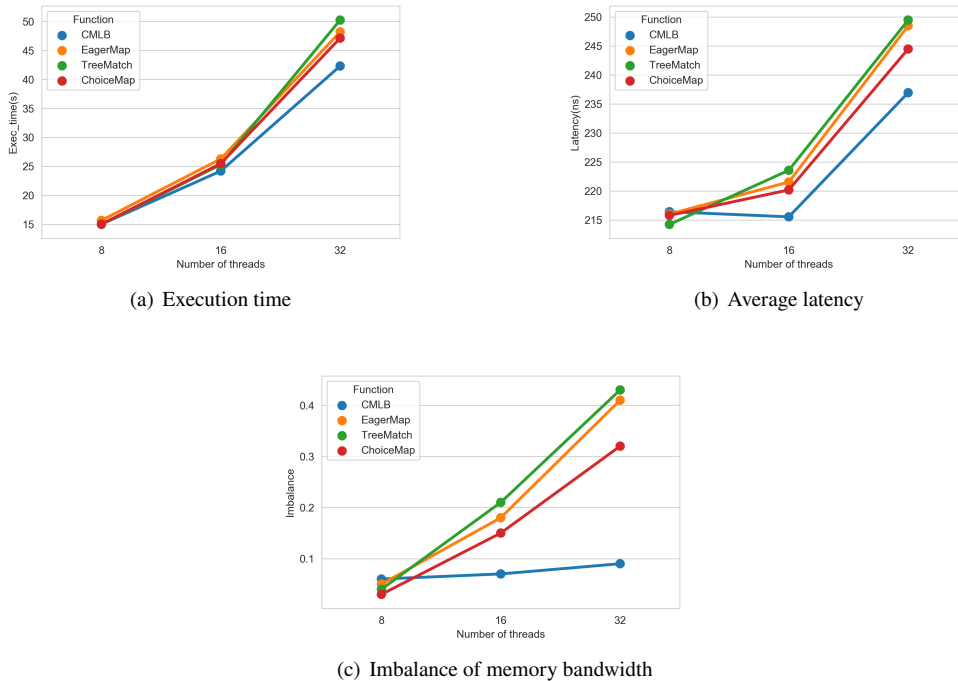 Function
CMLB
EagerMap
TreeMatch
ChoiceMap
50
45
40
35
30
25
20
15
Exec_time(s)
8 16 32
Number of threads
(a) Execution time
Function
CMLB
EagerMap
TreeMatch
ChoiceMap
250
245
240
235
230
225
220
215
Latency(ns)
8 16 32
Number of threads
(b) Average latency
Function
CMLB
EagerMap
TreeMatch
ChoiceMap
0.4
0.3
0.2
0.1
Imbalance
8 16 32
Number of threads
(c) Imbalance of memory bandwidth